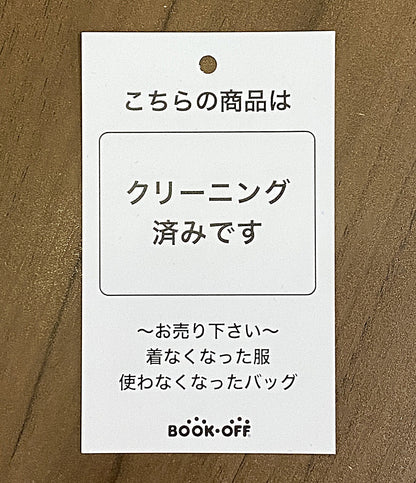 こちらの商品は
クリーニング
済みです
～お売り下さい～
着なくなった服
使わなくなったバッグ
BOOK・OFF